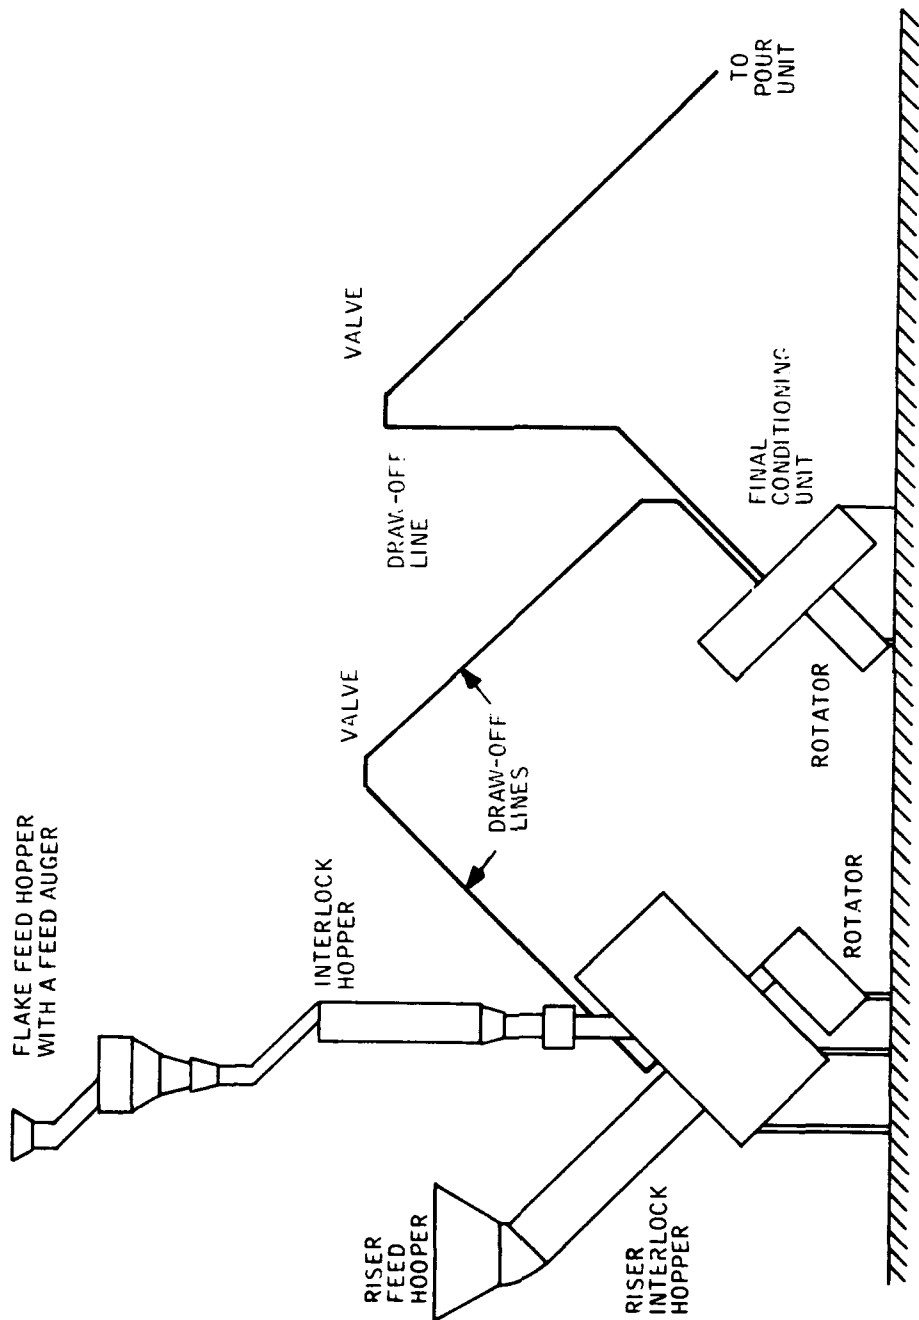 FLAKE FEED HOPPER
WITH A FEED AUGER
INTERLOCK
HOPPER
VALVE
VALVE
DRAW-OFF
LINE
DRAW-OFF
LINES
TO
POUR
UNIT
RISER
FEED
HOOPER
RISER
INTERLOCK
HOPPER
ROTATOR
ROTATOR
FINAL
CONDITIONING
UNIT